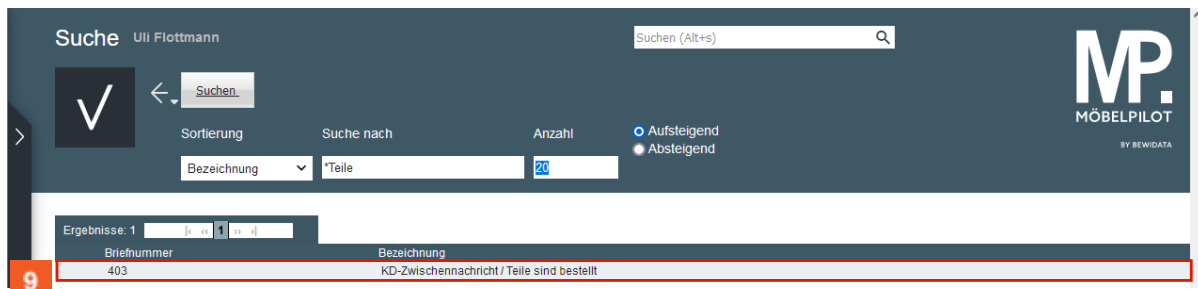 Suche Uli Flottmann
Suchen (Alt+s)
MP.
MÖBELPILOT
BY BEWIDATA
Suchen
Sortierung Suche nach Anzahl
Aufsteigend
Absteigend
Bezeichnung *Teile 20
Ergebnisse: 1 1
Briefnummer Bezeichnung
403 KD-Zwischennachricht / Teile sind bestellt
9